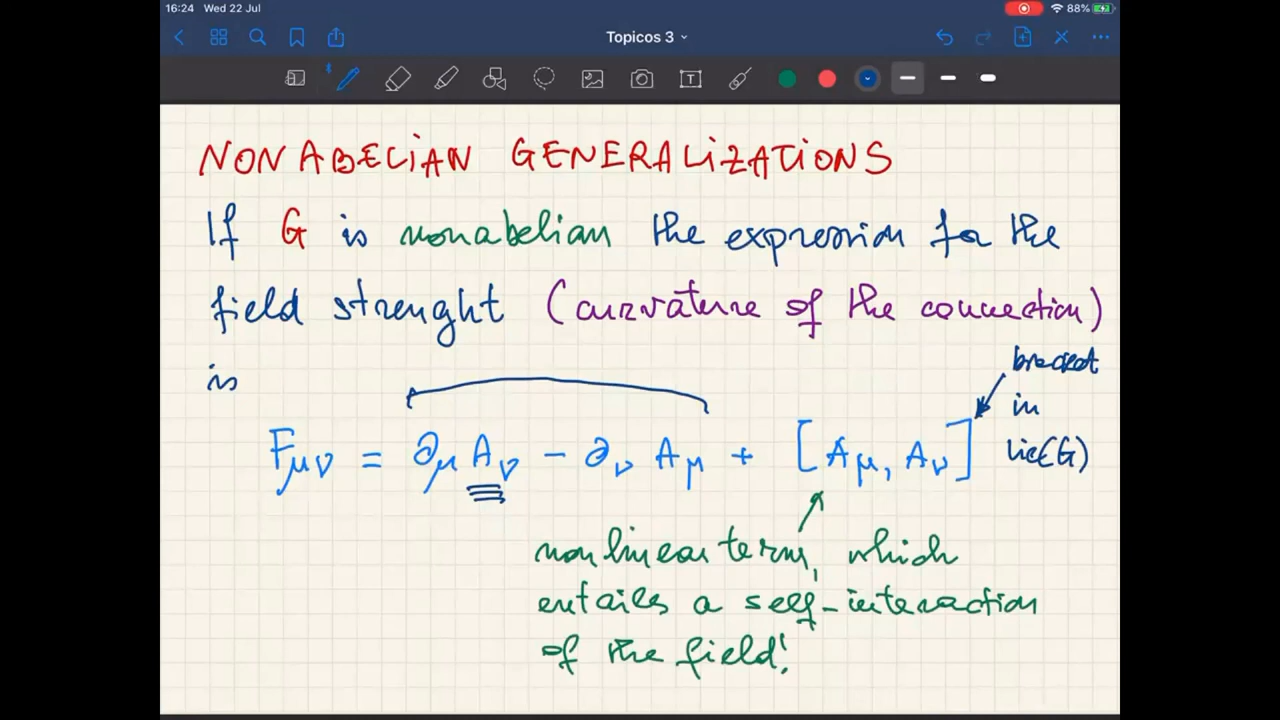 16:24 Wed 22 Jul
88%
Topicos 3
NONABELIAN GENERALIZATIONS
If G is nonabelian the expression for the
field strenght (curvature of the connection)
is
bracket
in
Lie(G)
Fμν = ∂μ Aν - ∂ν Aμ + [Aμ, Aν]
nonlinear term, which
entails a self-interaction
of the field!